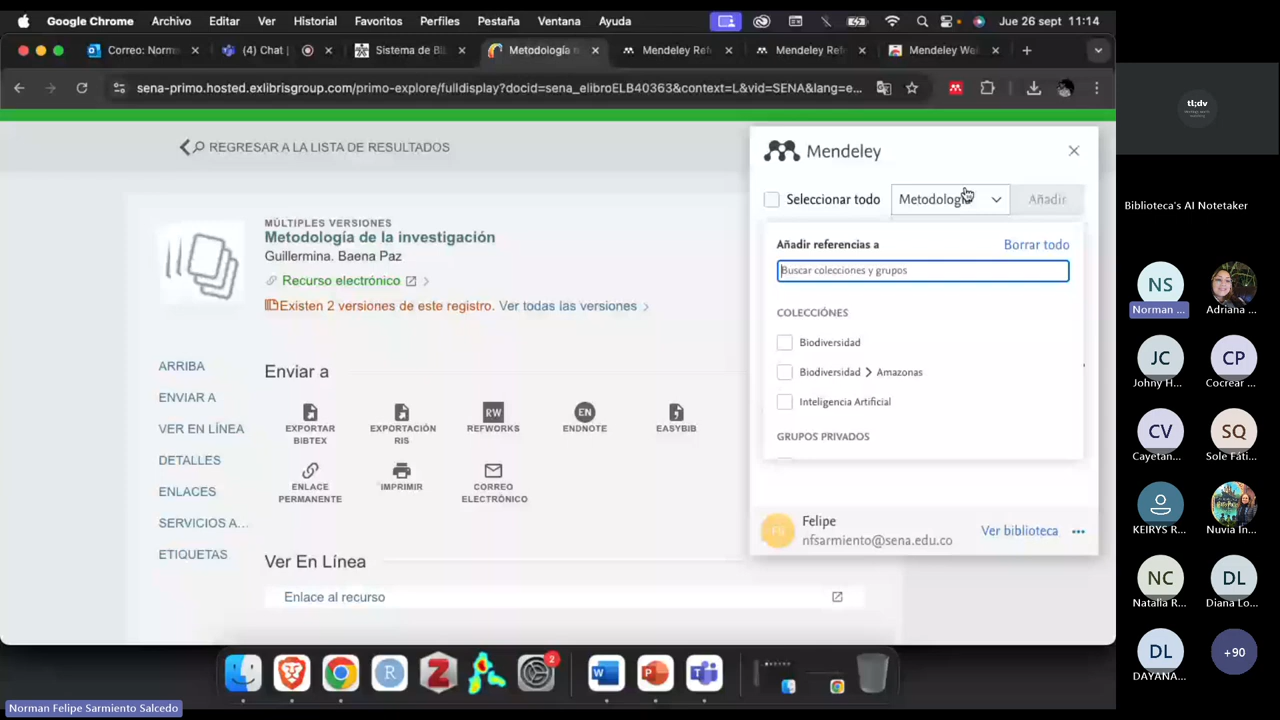 Google Chrome Archivo Editar Ver Historial Favoritos Perfiles Pestaña Ventana Ayuda Jue 26 sept 11:14
Correo: Norm Chat | Sistema de Bi Metodología Mendeley Ref Mendeley Ref Mendeley We
sena-primo.hosted.exlibrisgroup.com/primo-explore/fulldisplay?docid=sena_elibroELB40363&context=L&vid=SENA&lang=e...
REGRESAR A LA LISTA DE RESULTADOS
MÚLTIPLES VERSIONES
Metodología de la investigación
Guillermina. Baena Paz
Recurso electrónico
Existen 2 versiones de este registro. Ver todas las versiones
ARRIBA
ENVIAR A
VER EN LÍNEA
DETALLES
ENLACES
SERVICIOS A...
ETIQUETAS
Enviar a
RW EN
EXPORTAR BIBTEX
EXPORTACIÓN RIS
REFWORKS
ENDNOTE
EASYBIB
ENLACE PERMANENTE
IMPRIMIR
CORREO ELECTRÓNICO
Ver En Línea
Enlace al recurso
Mendeley
Seleccionar todo Metodología Añadir
Añadir referencias a Borrar todo
Buscar colecciones y grupos
COLECCIÓNES
Biodiversidad
Biodiversidad > Amazonas
Inteligencia Artificial
GRUPOS PRIVADOS
FS
Felipe
nfsarmiento@sena.edu.co
Ver biblioteca
2
tl;dv
Biblioteca's AI Notetaker
NS
Norman ... Adriana ...
JC CP
Johny H... Cocrear ...
CV SQ
Cayetan... Sole Fáti...
KEIRYS R... Nuvia In...
NC DL
Natalia R... Diana Lo...
DL +90
DAYANA...
Norman Felipe Sarmiento Salcedo